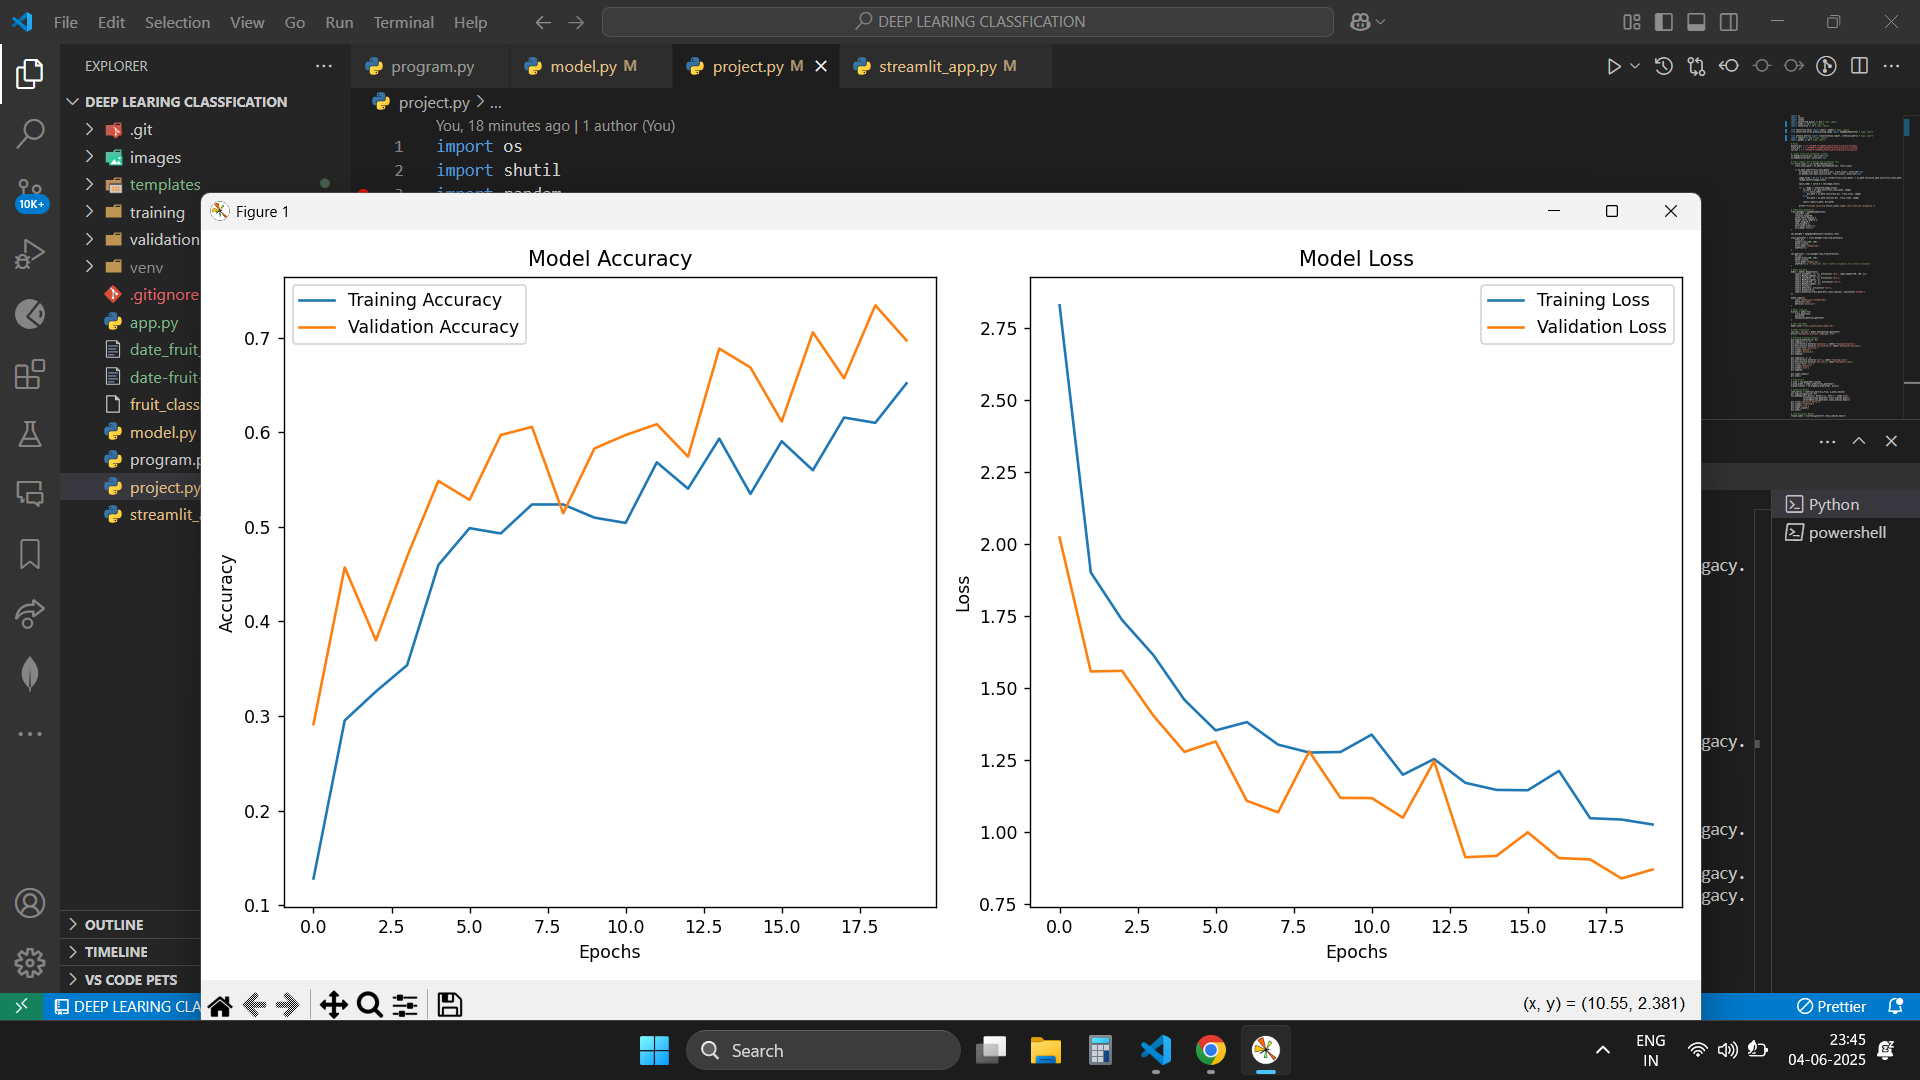 File Edit Selection View Go Run Terminal Help
DEEP LEARING CLASSFICATION
EXPLORER
program.py
model.py M
project.py M
streamlit_app.py M
DEEP LEARING CLASSFICATION
project.py > ...
You, 18 minutes ago | 1 author (You)
1 import os
2 import shutil
.git
images
templates
training
validation
venv
.gitignore
app.py
date_fruit_
date-fruit-
fruit_class
model.py
program.p
project.py
streamlit_a
10K+
OUTLINE
TIMELINE
VS CODE PETS
Figure 1
Model Accuracy
Training Accuracy
Validation Accuracy
Accuracy
0.7
0.6
0.5
0.4
0.3
0.2
0.1
0.0 2.5 5.0 7.5 10.0 12.5 15.0 17.5
Epochs
Model Loss
Training Loss
Validation Loss
Loss
2.75
2.50
2.25
2.00
1.75
1.50
1.25
1.00
0.75
0.0 2.5 5.0 7.5 10.0 12.5 15.0 17.5
Epochs
(x, y) = (10.55, 2.381)
Python
powershell
gacy.
gacy.
gacy.
gacy.
gacy.
DEEP LEARING CLA
Prettier
Search
ENG
IN
23:45
04-06-2025